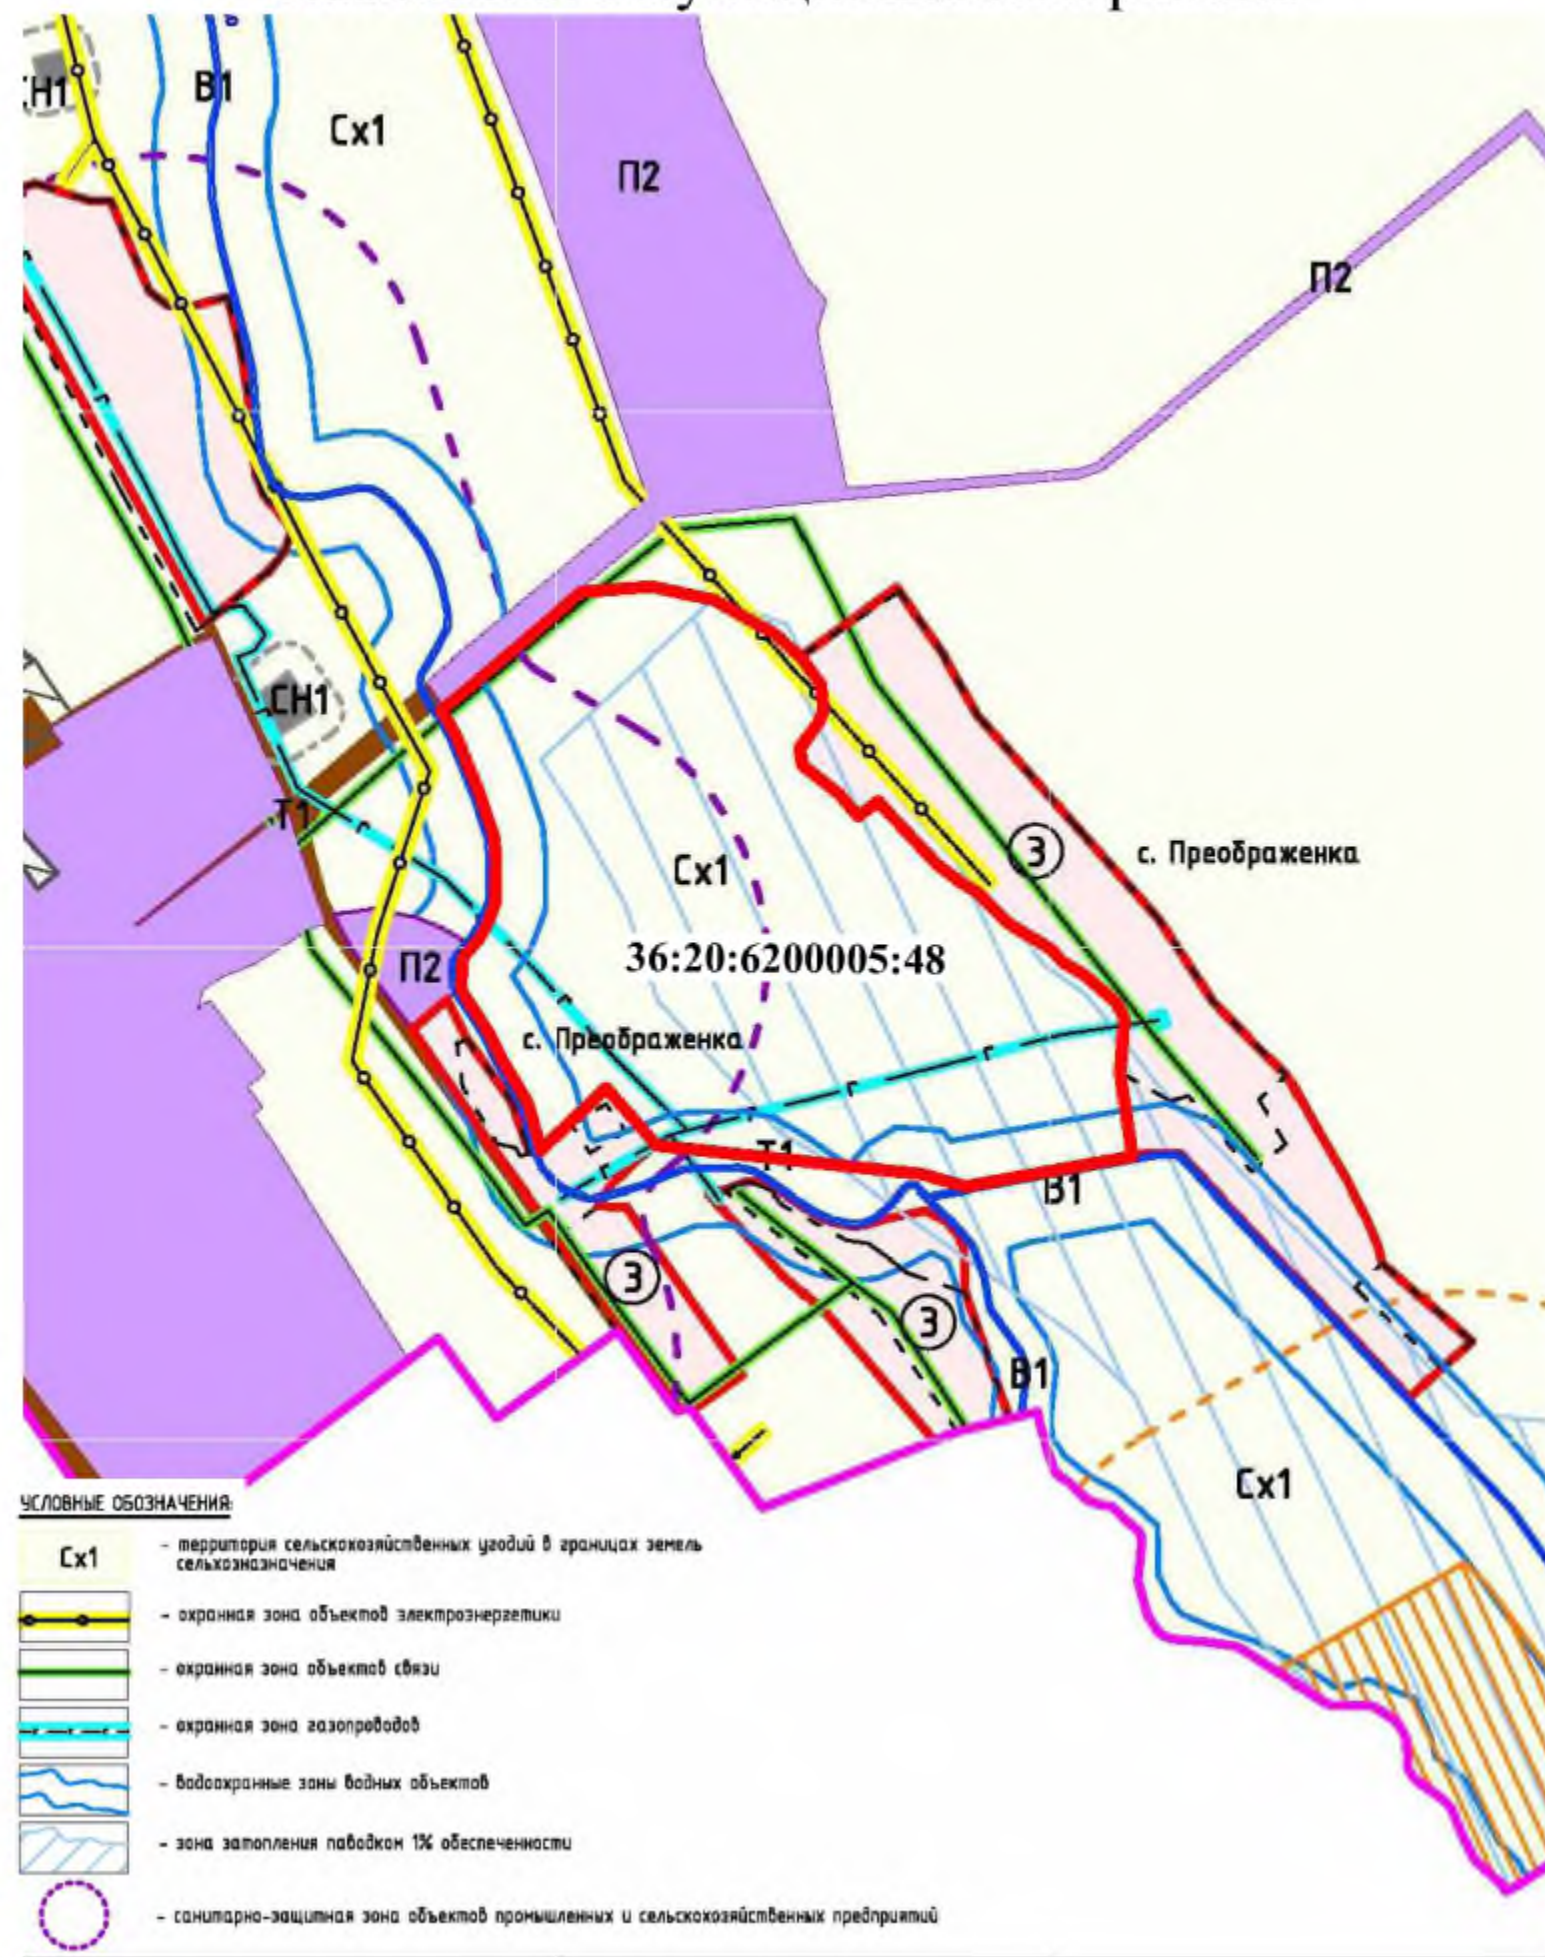 СН1
В1
Сх1
П2
П2
СН1
Т1
3
с. Преображенка
Сх1
36:20:6200005:48
П2
с. Преображенка
Т1
В1
3
3
В1
Сх1
УСЛОВНЫЕ ОБОЗНАЧЕНИЯ:
Сх1
- территория сельскохозяйственных угодий в границах земель
сельхозназначения
- охранная зона объектов электроэнергетики
- охранная зона объектов связи
- охранная зона газопроводов
- водоохранные зоны водных объектов
- зона затопления паводком 1% обеспеченности
- санитарно-защитная зона объектов промышленных и сельскохозяйственных предприятий